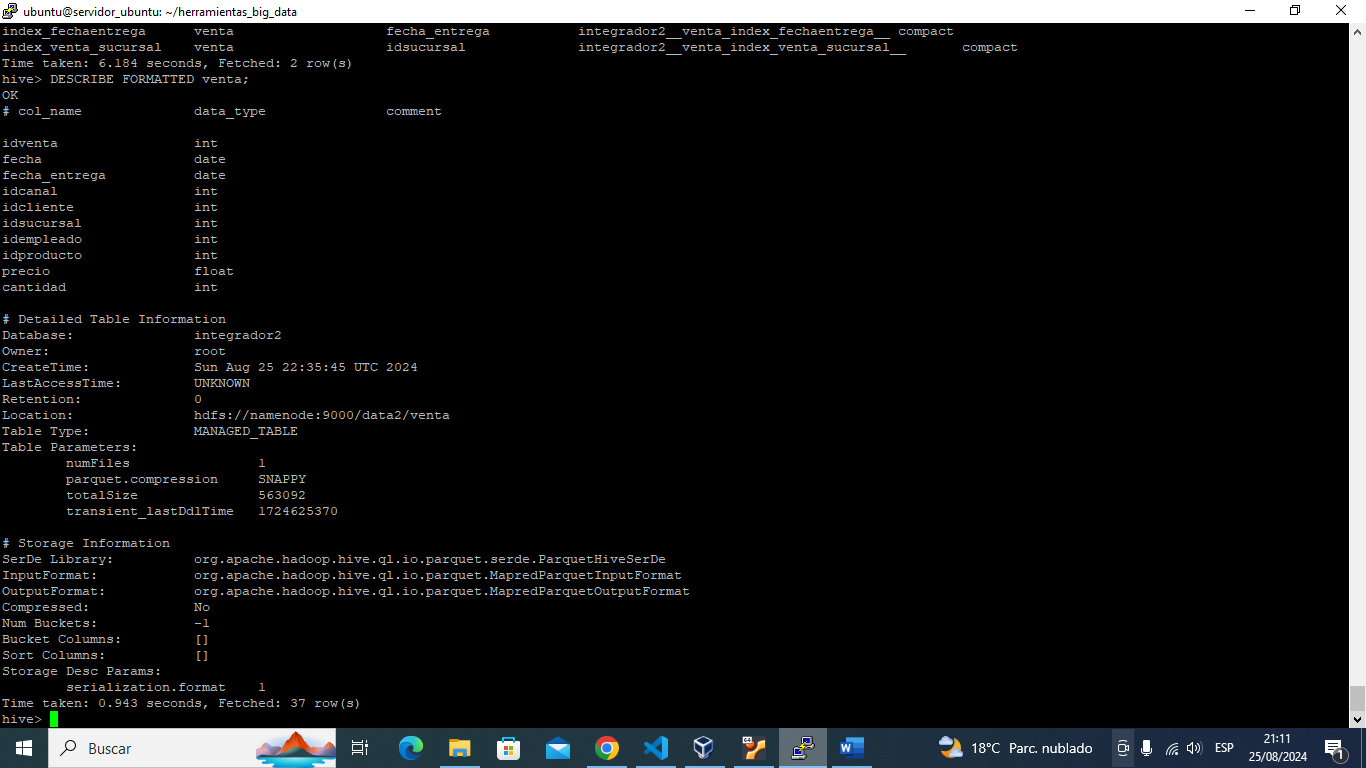 ubuntu@servidor_ubuntu: ~/herramientas_big_data
index_fechaentrega venta fecha_entrega integrador2__venta_index_fechaentrega__ compact
index_venta_sucursal venta idsucursal integrador2__venta_index_venta_sucursal__ compact
Time taken: 6.184 seconds, Fetched: 2 row(s)
hive> DESCRIBE FORMATTED venta;
OK
# col_name data_type comment
idventa int
fecha date
fecha_entrega date
idcanal int
idcliente int
idsucursal int
idempleado int
idproducto int
precio float
cantidad int
# Detailed Table Information
Database: integrador2
Owner: root
CreateTime: Sun Aug 25 22:35:45 UTC 2024
LastAccessTime: UNKNOWN
Retention: 0
Location: hdfs://namenode:9000/data2/venta
Table Type: MANAGED_TABLE
Table Parameters:
numFiles 1
parquet.compression SNAPPY
totalSize 563092
transient_lastDdlTime 1724625370
# Storage Information
SerDe Library: org.apache.hadoop.hive.ql.io.parquet.serde.ParquetHiveSerDe
InputFormat: org.apache.hadoop.hive.ql.io.parquet.MapredParquetInputFormat
OutputFormat: org.apache.hadoop.hive.ql.io.parquet.MapredParquetOutputFormat
Compressed: No
Num Buckets: -1
Bucket Columns: []
Sort Columns: []
Storage Desc Params:
serialization.format 1
Time taken: 0.943 seconds, Fetched: 37 row(s)
hive>
Buscar
18°C Parc. nublado
ESP
21:11
25/08/2024
1